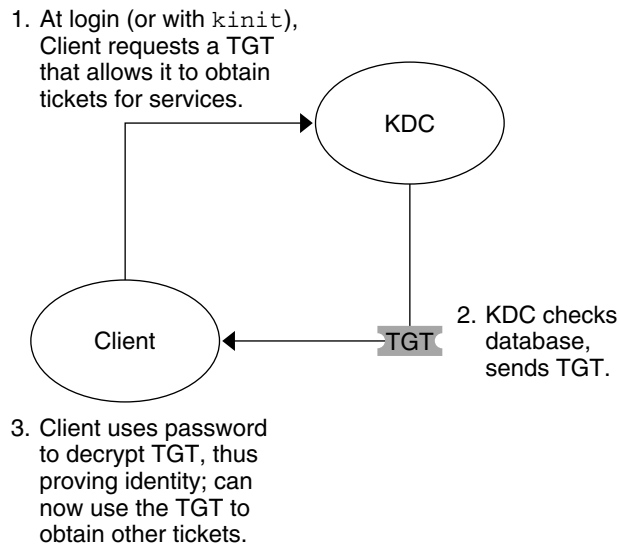 1. At login (or with kinit),
Client requests a TGT
that allows it to obtain
tickets for services.
KDC
Client
TGT
2. KDC checks
database,
sends TGT.
3. Client uses password
to decrypt TGT, thus
proving identity; can
now use the TGT to
obtain other tickets.